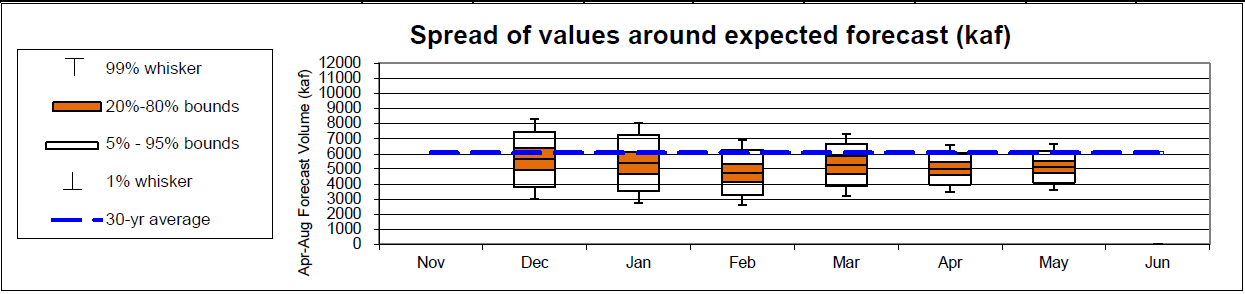 Spread of values around expected forecast (kaf)
99% whisker
20%-80% bounds
5% - 95% bounds
1% whisker
30-yr average
Apr-Aug Forecast Volume (kaf)
12000
11000
10000
9000
8000
7000
6000
5000
4000
3000
2000
1000
0
Nov Dec Jan Feb Mar Apr May Jun